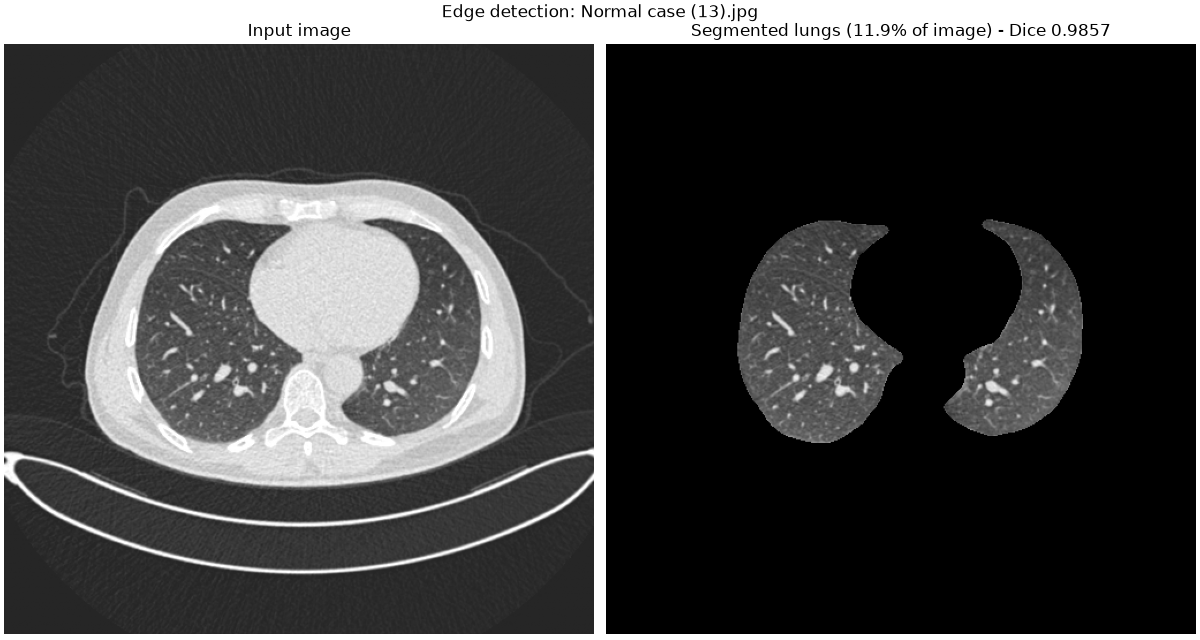 Edge detection: Normal case (13).jpg
Input image
Segmented lungs (11.9% of image) - Dice 0.9857